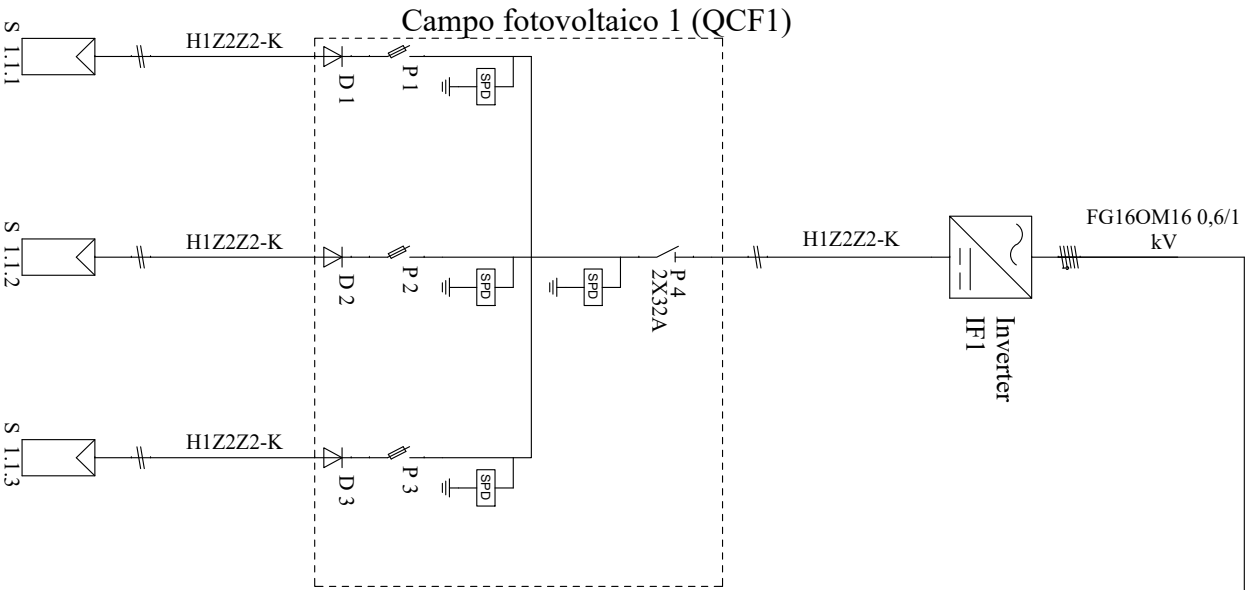 Campo fotovoltaico 1 (QCF1)
S 1.1.1
H1Z2Z2-K
D 1
P 1
SPD
S 1.1.2
H1Z2Z2-K
D 2
P 2
SPD
SPD
P 4
2X32A
H1Z2Z2-K
Inverter
IF1
FG16OM16 0,6/1
kV
S 1.1.3
H1Z2Z2-K
D 3
P 3
SPD